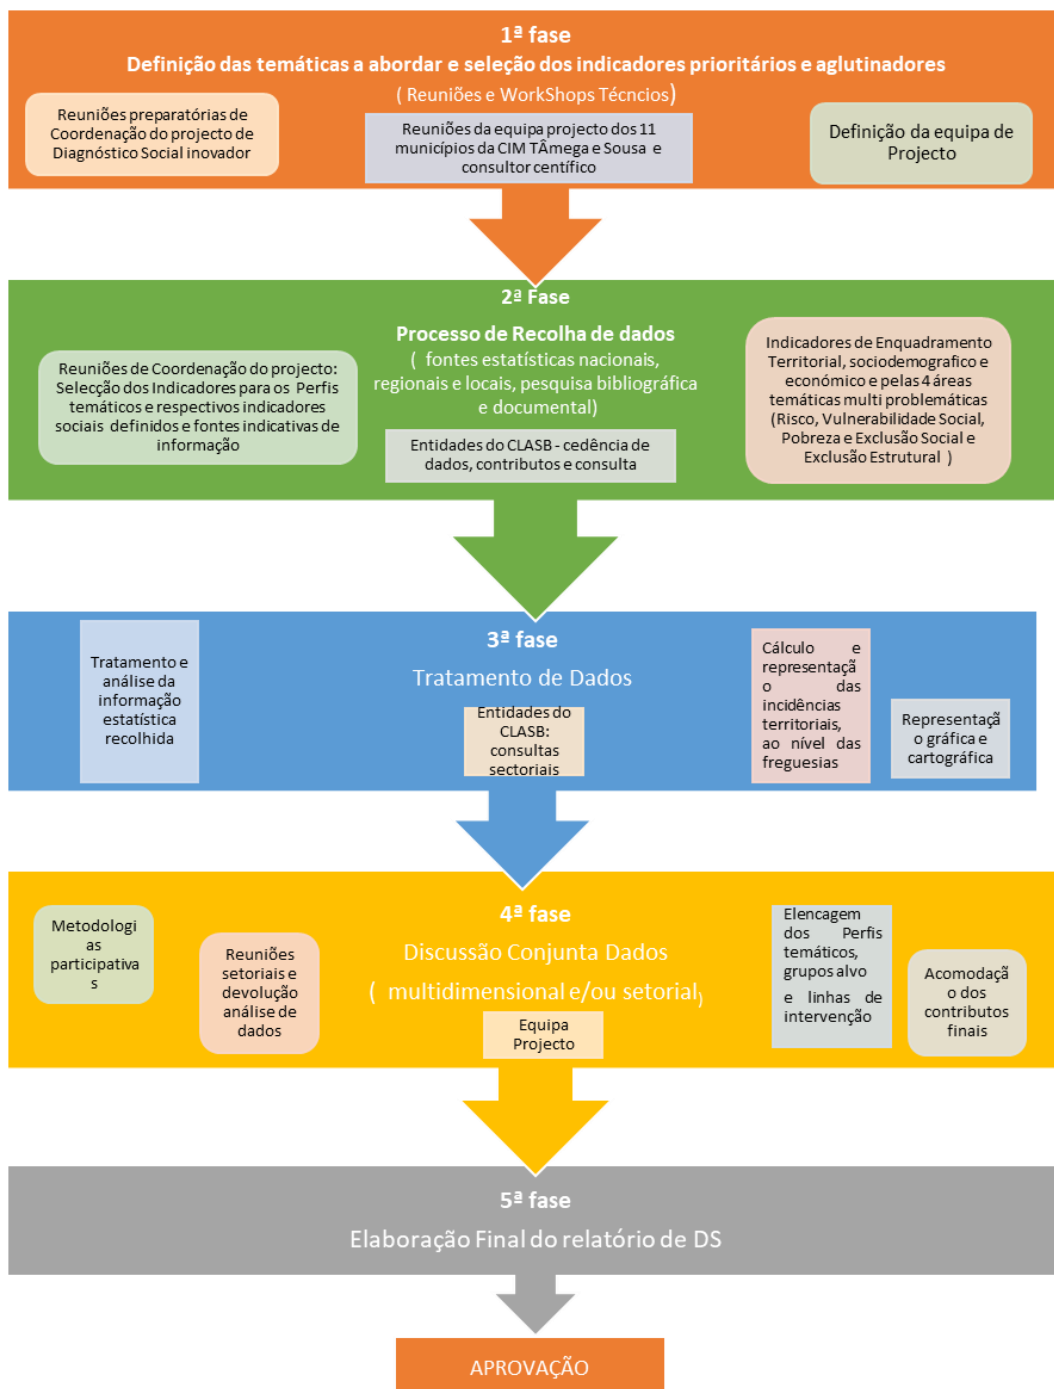 1ª fase
Definição das temáticas a abordar e seleção dos indicadores prioritários e aglutinadores
( Reuniões e WorkShops Técncios)
Reuniões preparatórias de
Coordenação do projecto de
Diagnóstico Social inovador
Reuniões da equipa projecto dos 11
municípios da CIM TÂmega e Sousa e
consultor centífico
Definição da equipa de
Projecto
2ª Fase
Processo de Recolha de dados
( fontes estatísticas nacionais,
regionais e locais, pesquisa bibliográfica
e documental)
Reuniões de Coordenação do projecto:
Selecção dos Indicadores para os Perfis
temáticos e respectivos indicadores
sociais definidos e fontes indicativas de
informação
Entidades do CLASB - cedência de
dados, contributos e consulta
Indicadores de Enquadramento
Territorial, sociodemografico e
económico e pelas 4 áreas
temáticas multi problemáticas
(Risco, Vulnerabilidade Social,
Pobreza e Exclusão Social e
Exclusão Estrutural )
3ª fase
Tratamento de Dados
Tratamento e
análise da
informação
estatística
recolhida
Entidades do
CLASB:
consultas
sectoriais
Cálculo e
representaçã
o das
incidências
territoriais,
ao nível das
freguesias
Representaçã
o gráfica e
cartográfica
4ª fase
Discussão Conjunta Dados
( multidimensional e/ou setorial)
Metodologi
as
participativa
s
Reuniões
setoriais e
devolução
análise de
dados
Equipa
Projecto
Elencagem
dos Perfis
temáticos,
grupos alvo
e linhas de
intervenção
Acomodaçã
o dos
contributos
finais
5ª fase
Elaboração Final do relatório de DS
APROVAÇÃO